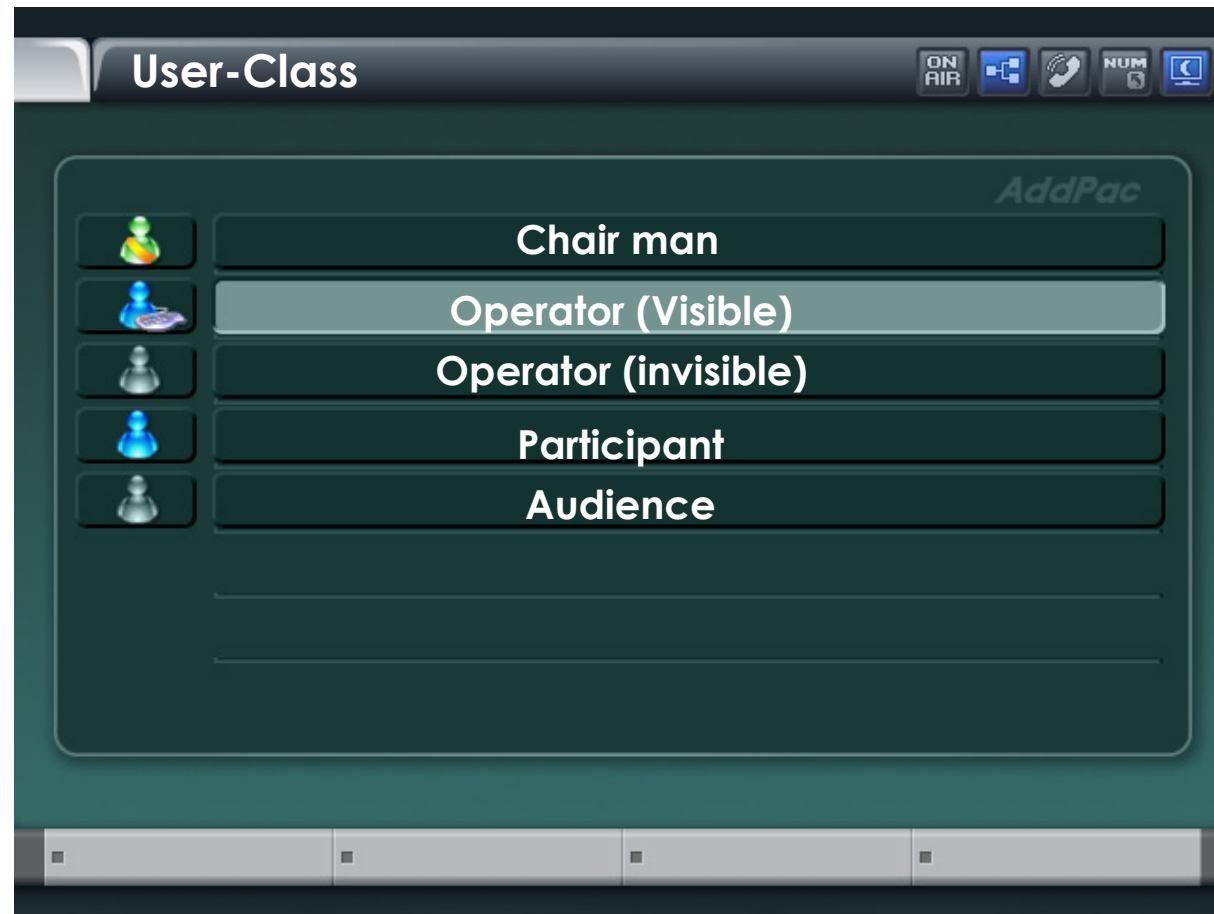 User-Class
ON AIR
NUM
AddPac
Chair man
Operator (Visible)
Operator (invisible)
Participant
Audience